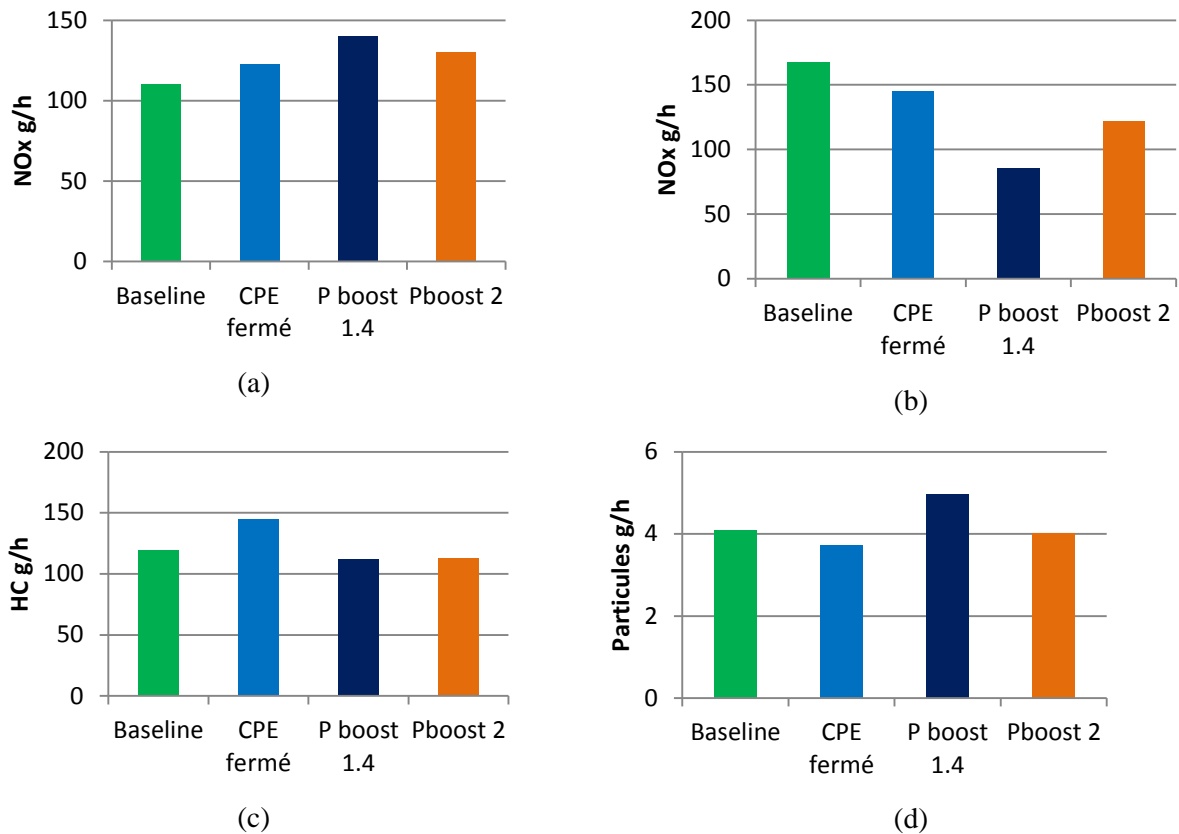 NOx g/h
150
100
50
0
Baseline
CPE
fermé
P boost
1.4
Pboost 2
(a)
NOx g/h
200
150
100
50
0
Baseline
CPE
fermé
P boost
1.4
Pboost 2
(b)
HC g/h
200
150
100
50
0
Baseline
CPE
fermé
P boost
1.4
Pboost 2
(c)
Particules g/h
6
4
2
0
Baseline
CPE
fermé
P boost
1.4
Pboost 2
(d)